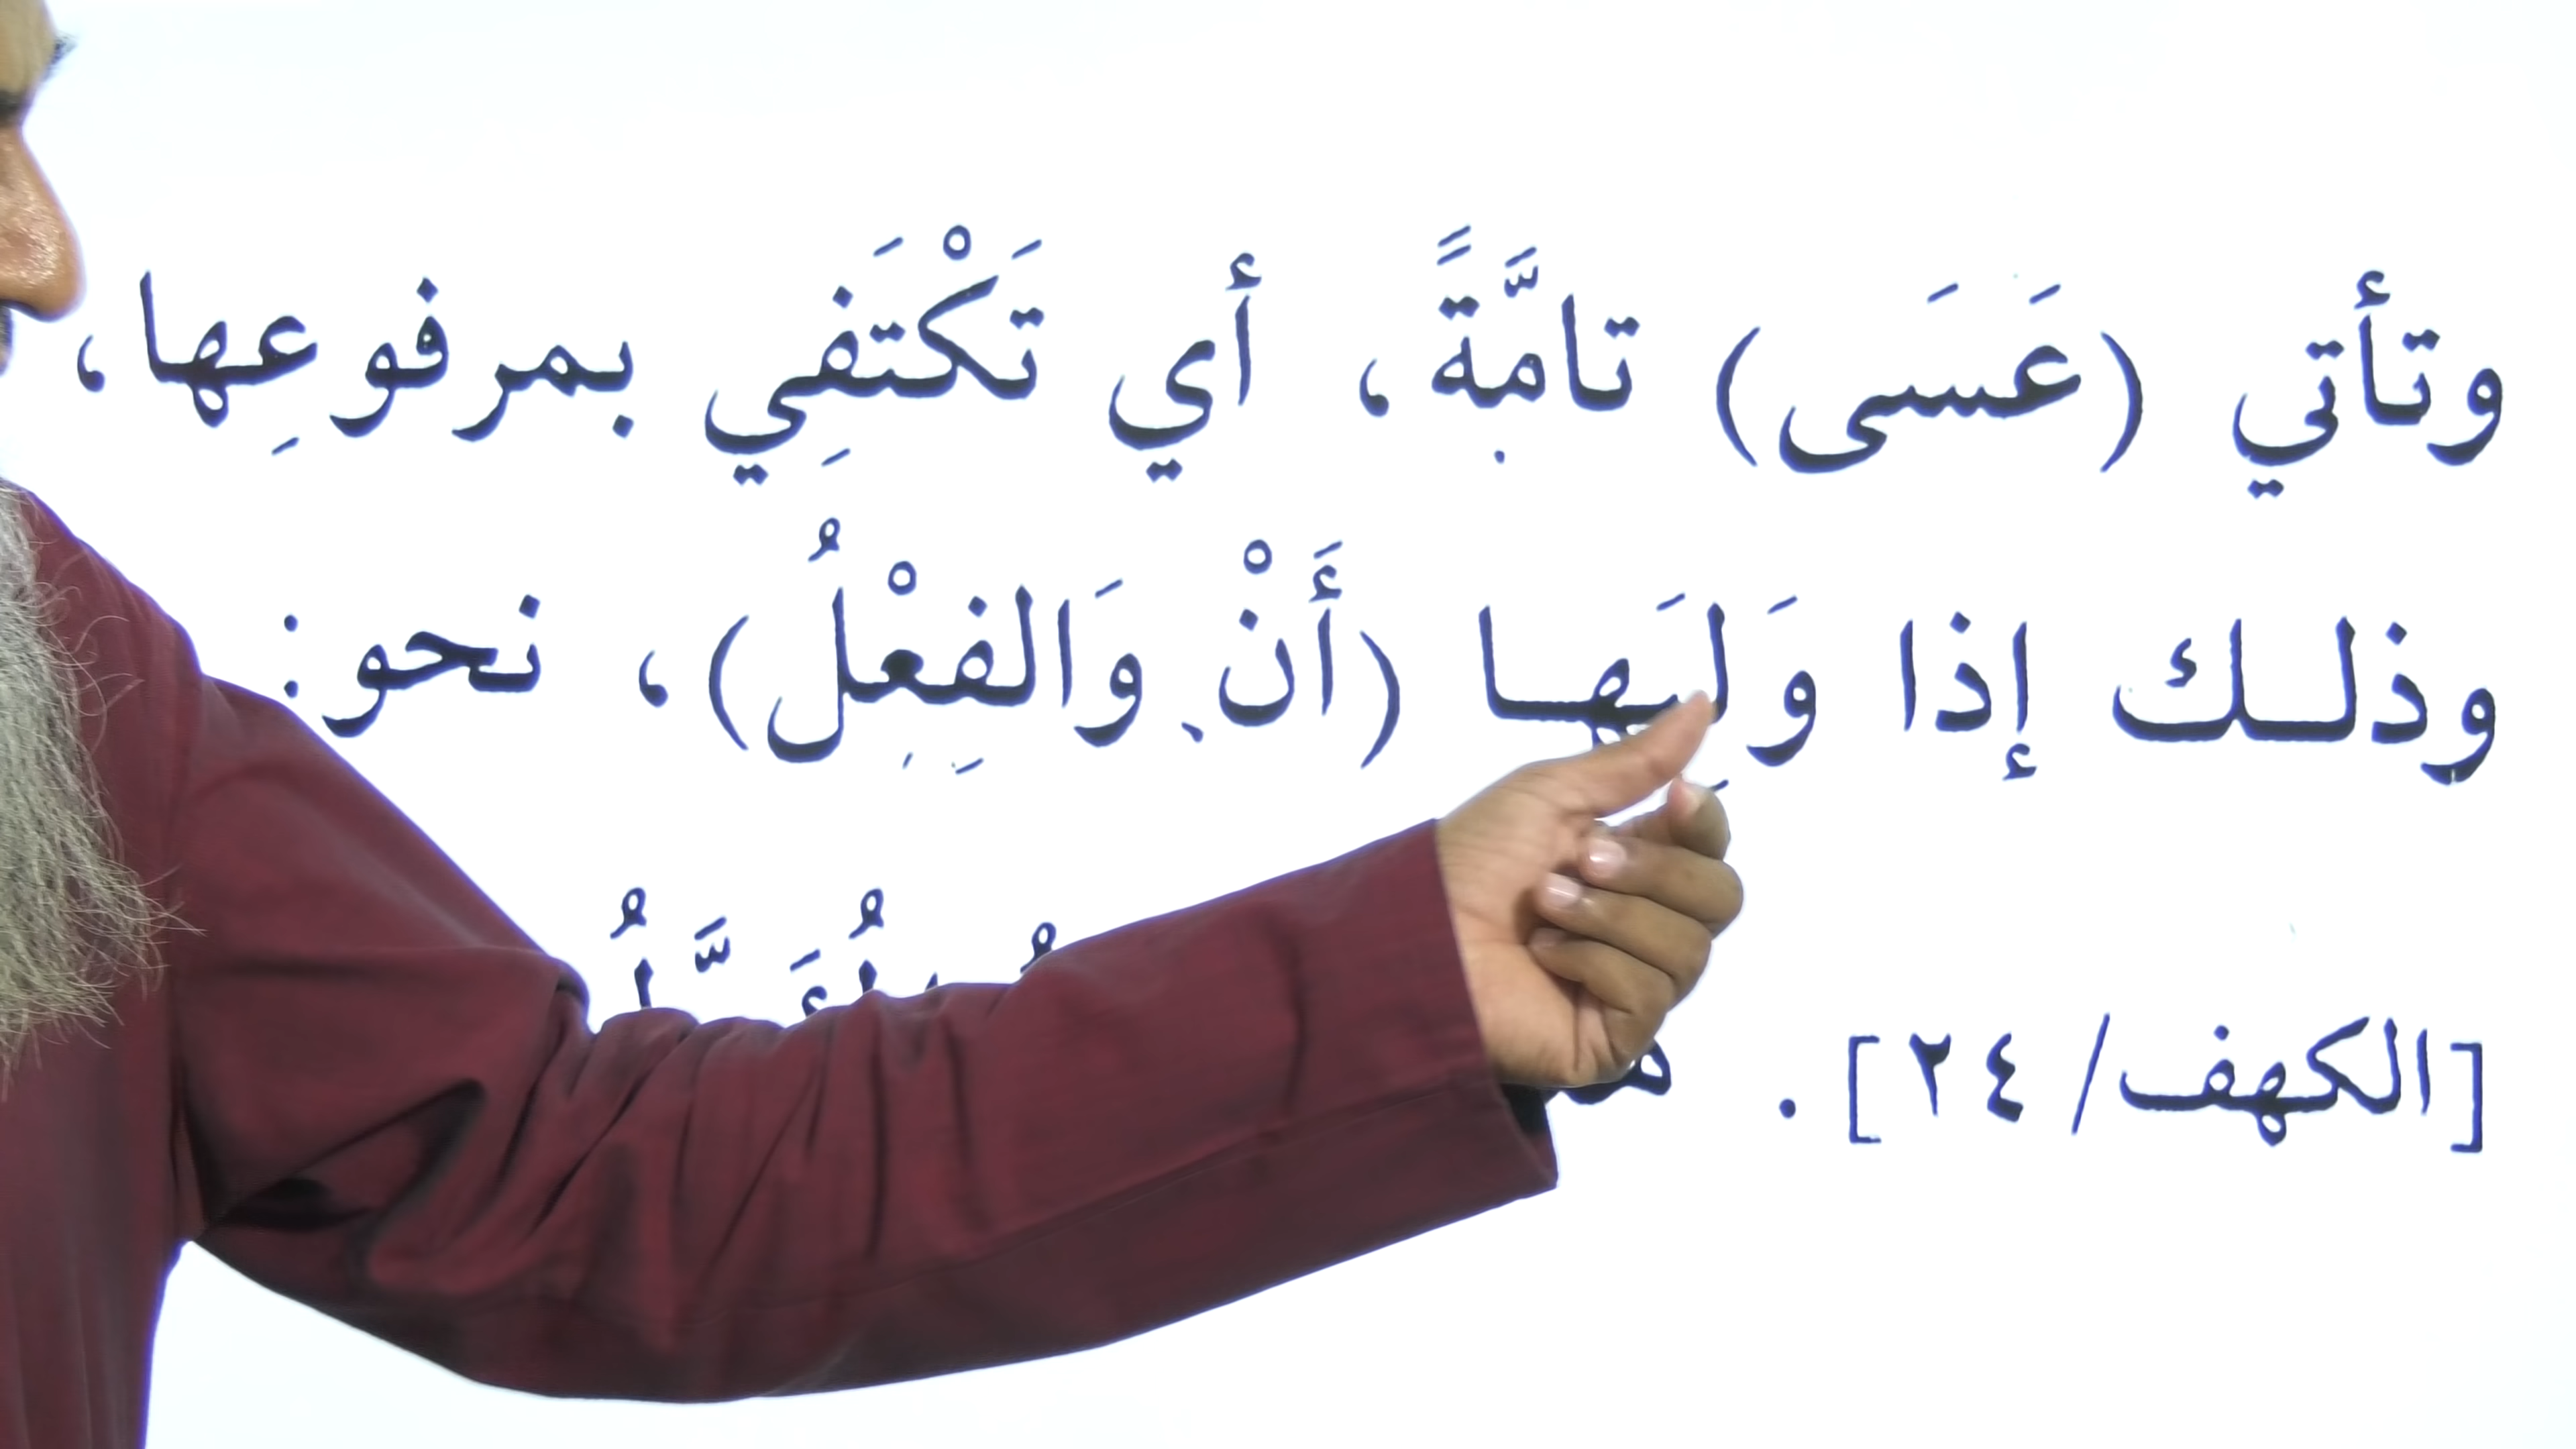 وتأتي (عَسَى) تامَّةً، أي تَكْتَفِي بمرفوعِها،
وذلك إذا وَلِيَها (أَنْ وَالفِعْلُ)، نحو:
[الكهف/ ٢٤].